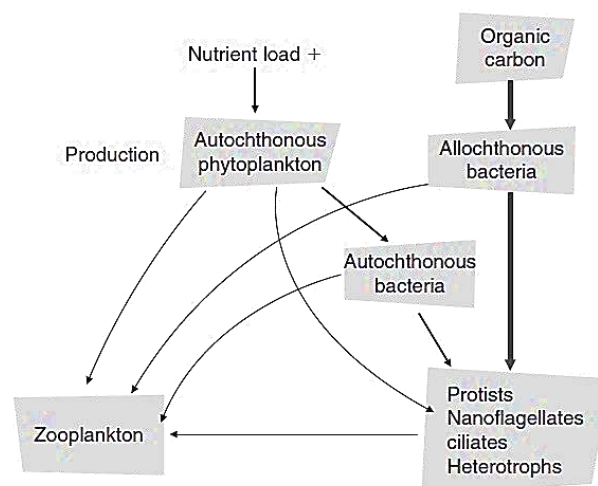 Organic
carbon
Nutrient load +
Autochthonous
phytoplankton
Production
Allochthonous
bacteria
Autochthonous
bacteria
Protists
Nanoflagellates
ciliates
Heterotrophs
Zooplankton